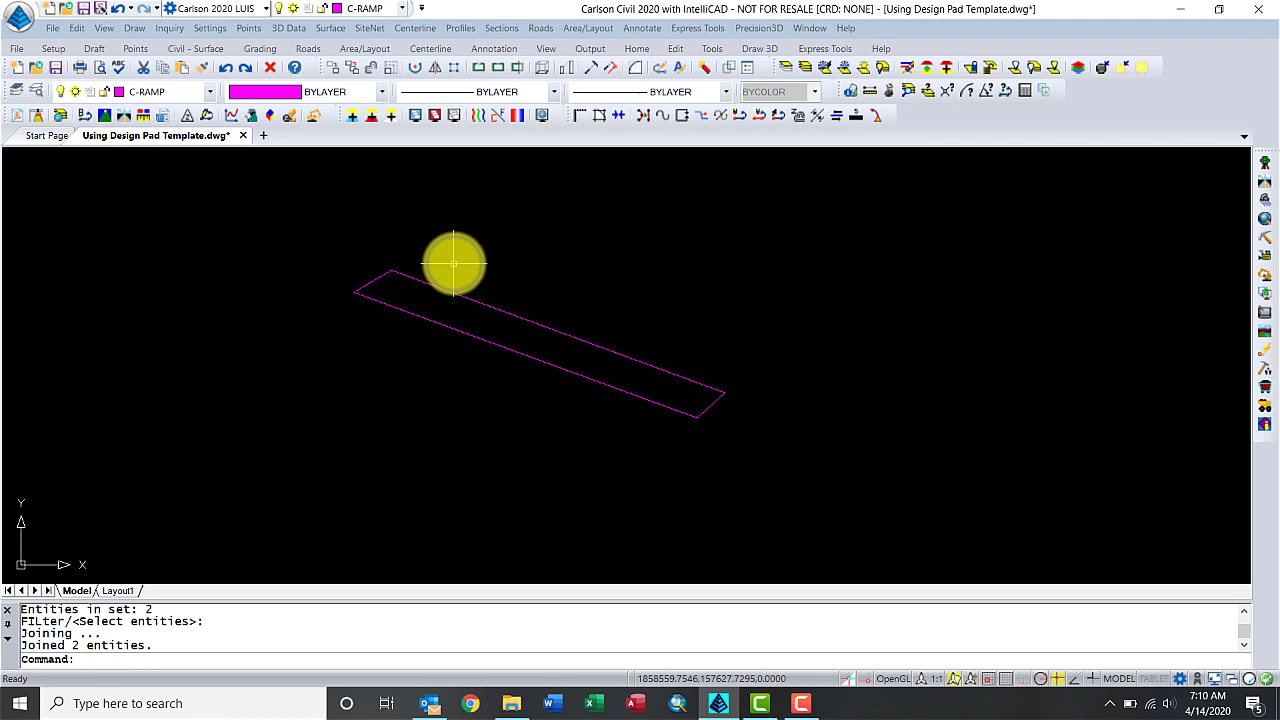 Carlson 2020 LUIS
C-RAMP
Carlson Civil 2020 with IntelliCAD - NOT FOR RESALE [CRD: NONE] - [Using Design Pad Template.dwg*]
File Edit View Insert Draw Inquiry Settings Points 3D Data Surface SiteNet Centerline Profiles Sections Roads Area/Layout Annotate Express Tools Precision3D Window Help
File Setup Draft Points Civil - Surface Grading Roads Area/Layout Centerline Annotation View Output Home Edit Tools Draw 3D Express Tools Help
C-RAMP BYLAYER BYLAYER BYLAYER BYCOLOR
Start Page Using Design Pad Template.dwg*
Y
X
Model Layout1
Entities in set: 2
FILter/<Select entities>:
Joining ...
Joined 2 entities.
Command:
Ready
1858559.7546,157627.7295,0.0000
1:1
OpenGL
MODEL
TABLET
Type here to search
7:10 AM
4/14/2020